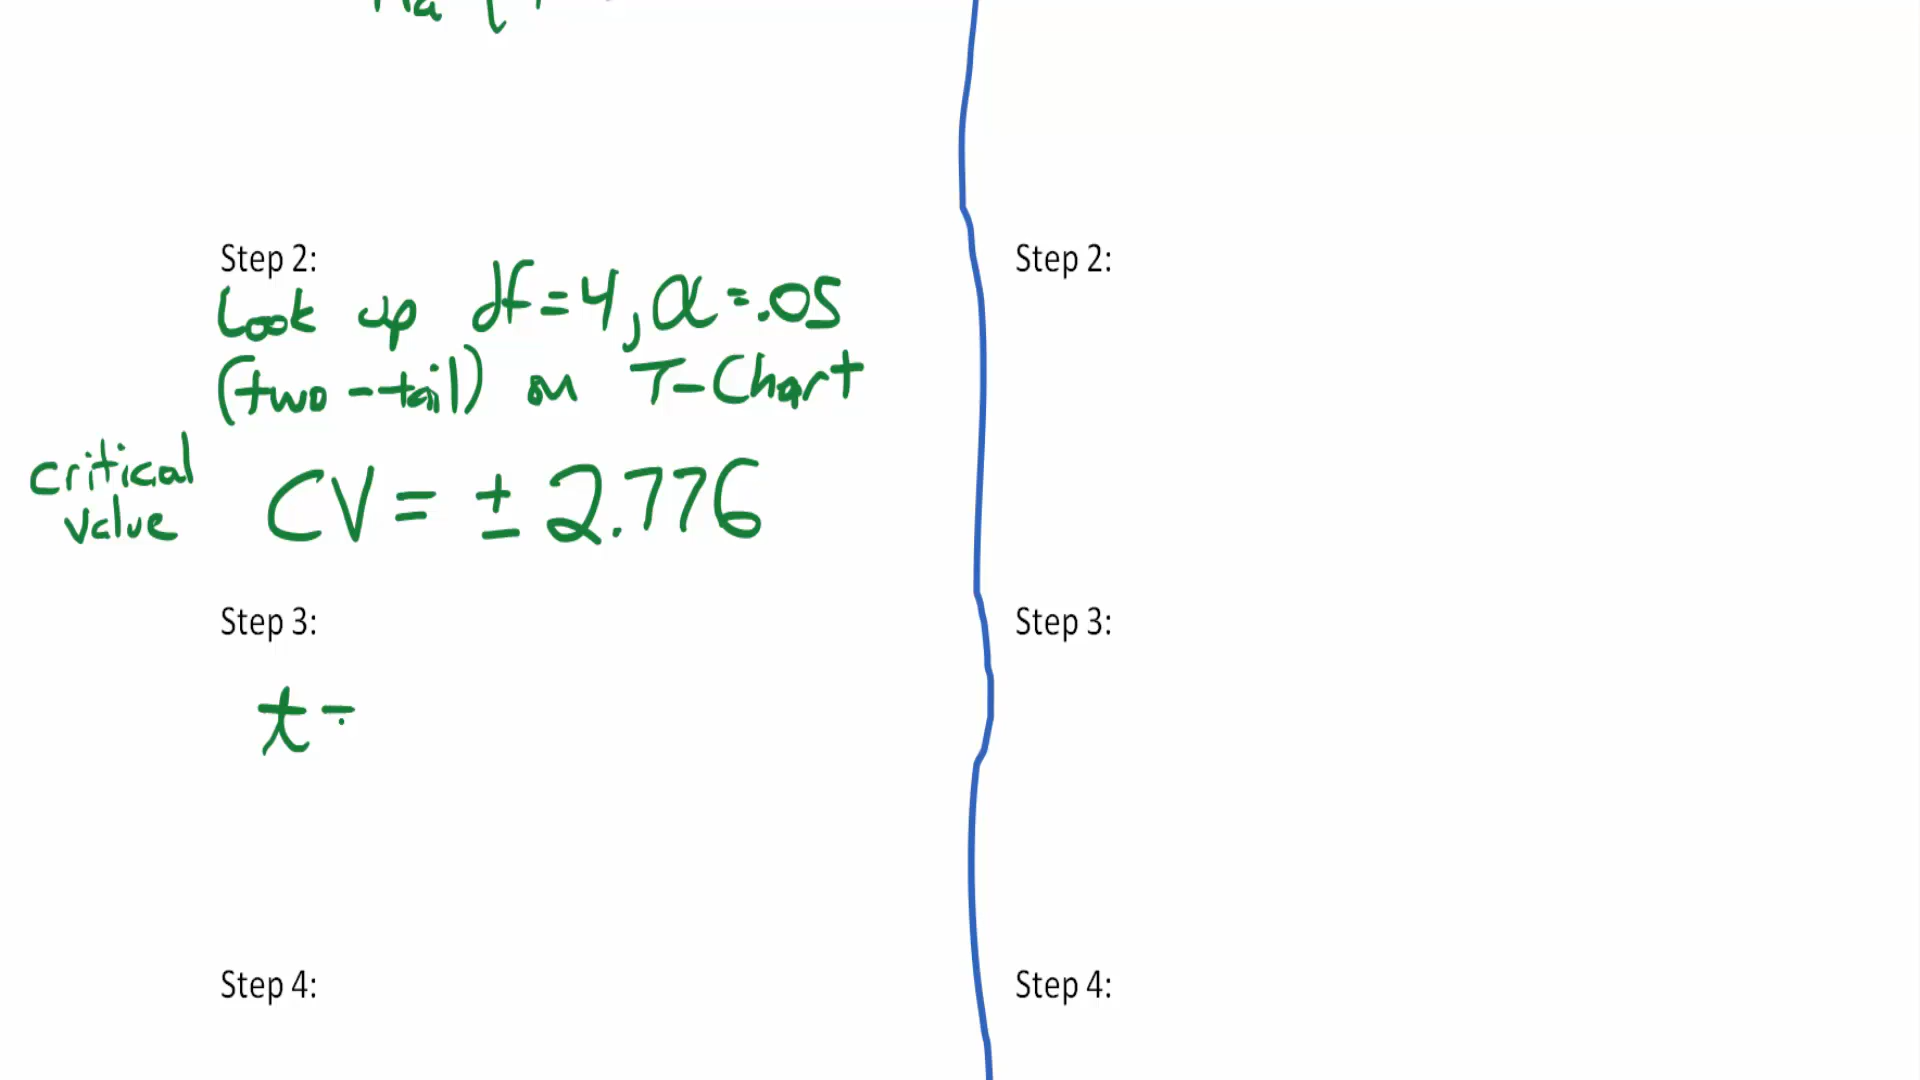 Ha
Step 2:
Look up df=4, α=.05
(two-tail) on T-Chart
critical
value
CV= ± 2.776
Step 3:
t
Step 4:
Step 2:
Step 3:
Step 4: